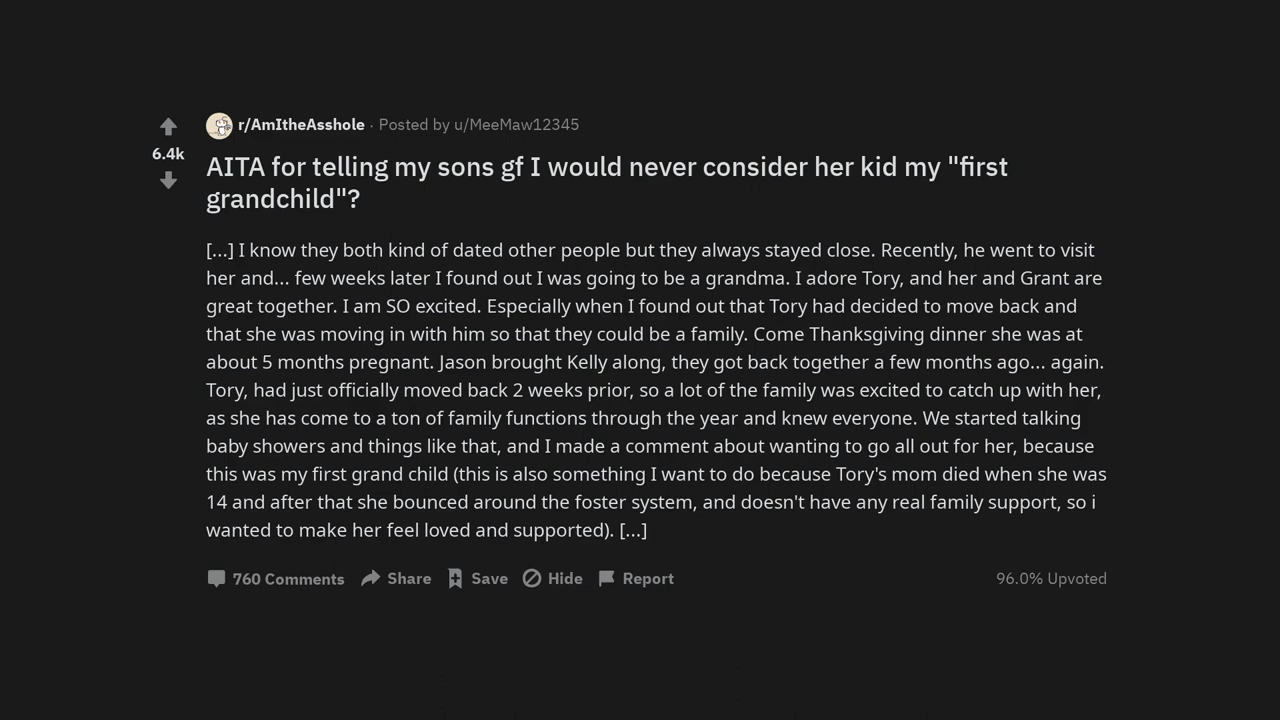 r/AmItheAsshole · Posted by u/MeeMaw12345
6.4k
AITA for telling my sons gf I would never consider her kid my "first
grandchild"?
[...] I know they both kind of dated other people but they always stayed close. Recently, he went to visit
her and... few weeks later I found out I was going to be a grandma. I adore Tory, and her and Grant are
great together. I am SO excited. Especially when I found out that Tory had decided to move back and
that she was moving in with him so that they could be a family. Come Thanksgiving dinner she was at
about 5 months pregnant. Jason brought Kelly along, they got back together a few months ago... again.
Tory, had just officially moved back 2 weeks prior, so a lot of the family was excited to catch up with her,
as she has come to a ton of family functions through the year and knew everyone. We started talking
baby showers and things like that, and I made a comment about wanting to go all out for her, because
this was my first grand child (this is also something I want to do because Tory's mom died when she was
14 and after that she bounced around the foster system, and doesn't have any real family support, so i
wanted to make her feel loved and supported). [...]
760 Comments Share Save Hide Report 96.0% Upvoted